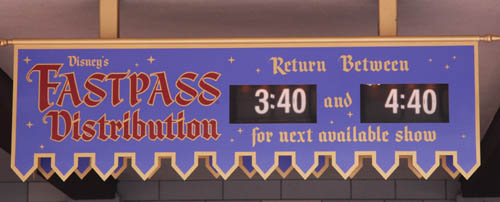 Disney's
FASTPASS
Distribution
Return Between
3:40 and 4:40
for next available show